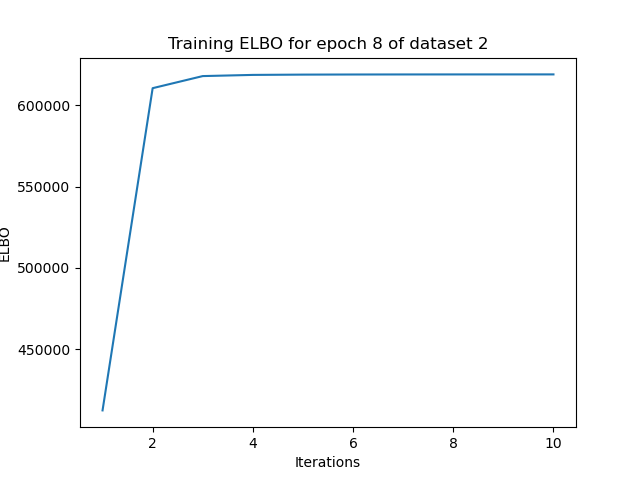 Training ELBO for epoch 8 of dataset 2
600000
550000
500000
450000
ELBO
2 4 6 8 10
Iterations